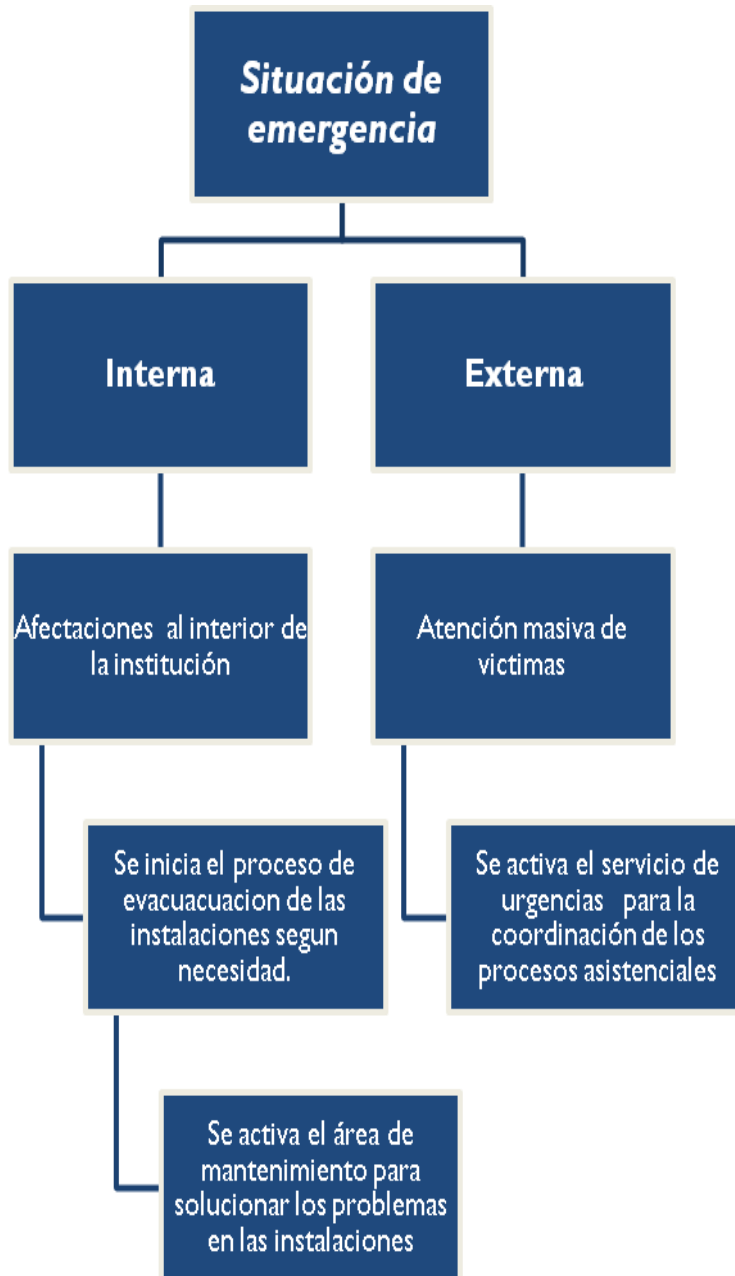 Situación de
emergencia
Interna
Externa
Afectaciones al interior de
la institución
Atención masiva de
victimas
Se inicia el proceso de
evacuacuacion de las
instalaciones segun
necesidad.
Se activa el servicio de
urgencias para la
coordinación de los
procesos asistenciales
Se activa el área de
mantenimiento para
solucionar los problemas
en las instalaciones